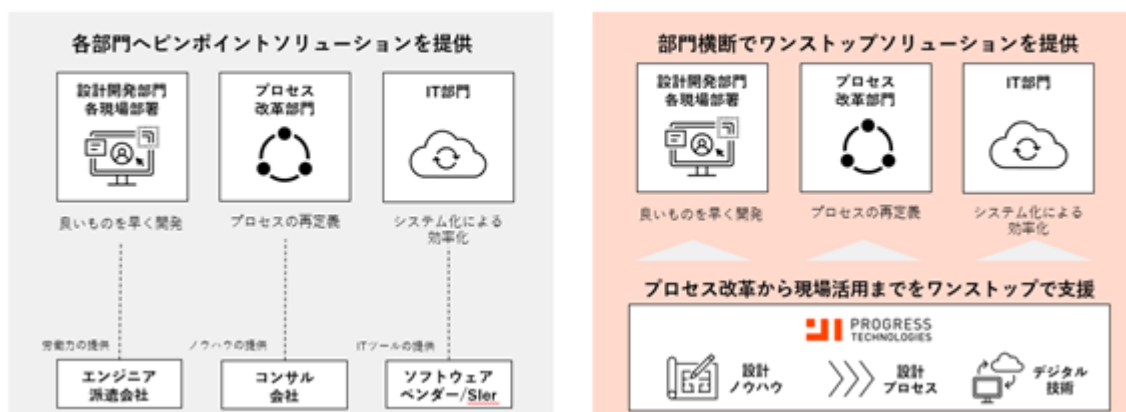 各部門へピンポイントソリューションを提供
設計開発部門
各現場部署
プロセス
改革部門
IT部門
良いものを早く開発
プロセスの再定義
システム化による
効率化
労働力の提供
ノウハウの提供
ITツールの提供
エンジニア
派遣会社
コンサル
会社
ソフトウェア
ベンダー/SIer
部門横断でワンストップソリューションを提供
設計開発部門
各現場部署
プロセス
改革部門
IT部門
良いものを早く開発
プロセスの再定義
システム化による
効率化
プロセス改革から現場活用までをワンストップで支援
PROGRESS
TECHNOLOGIES
設計
ノウハウ
設計
プロセス
デジタル
技術